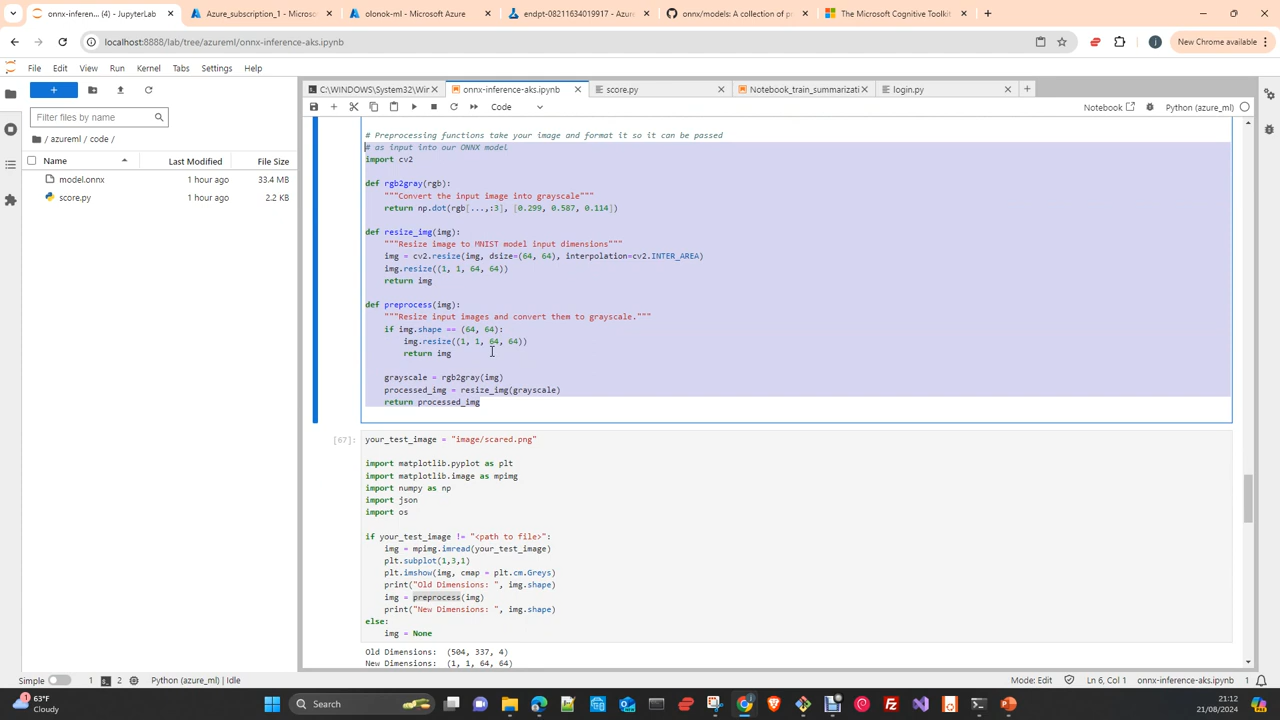 onnx-inferen... (4) - JupyterLab
Azure_subscription_1 - Microsof
olonok-ml - Microsoft Azure
endpt-08211634019917 - Azur
onnx/models: A collection of p
The Microsoft Cognitive Toolkit
localhost:8888/lab/tree/azureml/onnx-inference-aks.ipynb
New Chrome available
File Edit View Run Kernel Tabs Settings Help
C:\WINDOWS\System32\Wir
onnx-inference-aks.ipynb
score.py
Notebook_train_summarizati
login.py
Code
Notebook
Python (azure_ml)
Filter files by name
/ azureml / code /
Name Last Modified File Size
model.onnx 1 hour ago 33.4 MB
score.py 1 hour ago 2.2 KB
# Preprocessing functions take your image and format it so it can be passed
# as input into our ONNX model
import cv2
def rgb2gray(rgb):
"""Convert the input image into grayscale"""
return np.dot(rgb[...,:3], [0.299, 0.587, 0.114])
def resize_img(img):
"""Resize image to MNIST model input dimensions"""
img = cv2.resize(img, dsize=(64, 64), interpolation=cv2.INTER_AREA)
img.resize((1, 1, 64, 64))
return img
def preprocess(img):
"""Resize input images and convert them to grayscale."""
if img.shape == (64, 64):
img.resize((1, 1, 64, 64))
return img
grayscale = rgb2gray(img)
processed_img = resize_img(grayscale)
return processed_img
[67]:
your_test_image = "image/scared.png"
import matplotlib.pyplot as plt
import matplotlib.image as mpimg
import numpy as np
import json
import os
if your_test_image != "<path to file>":
img = mpimg.imread(your_test_image)
plt.subplot(1,3,1)
plt.imshow(img, cmap = plt.cm.Greys)
print("Old Dimensions: ", img.shape)
img = preprocess(img)
print("New Dimensions: ", img.shape)
else:
img = None
Old Dimensions:  (504, 337, 4)
New Dimensions:  (1, 1, 64, 64)
Simple
1
2
Python (azure_ml) | Idle
Mode: Edit
Ln 6, Col 1
onnx-inference-aks.ipynb
1
63°F
Cloudy
Search
21:12
21/08/2024